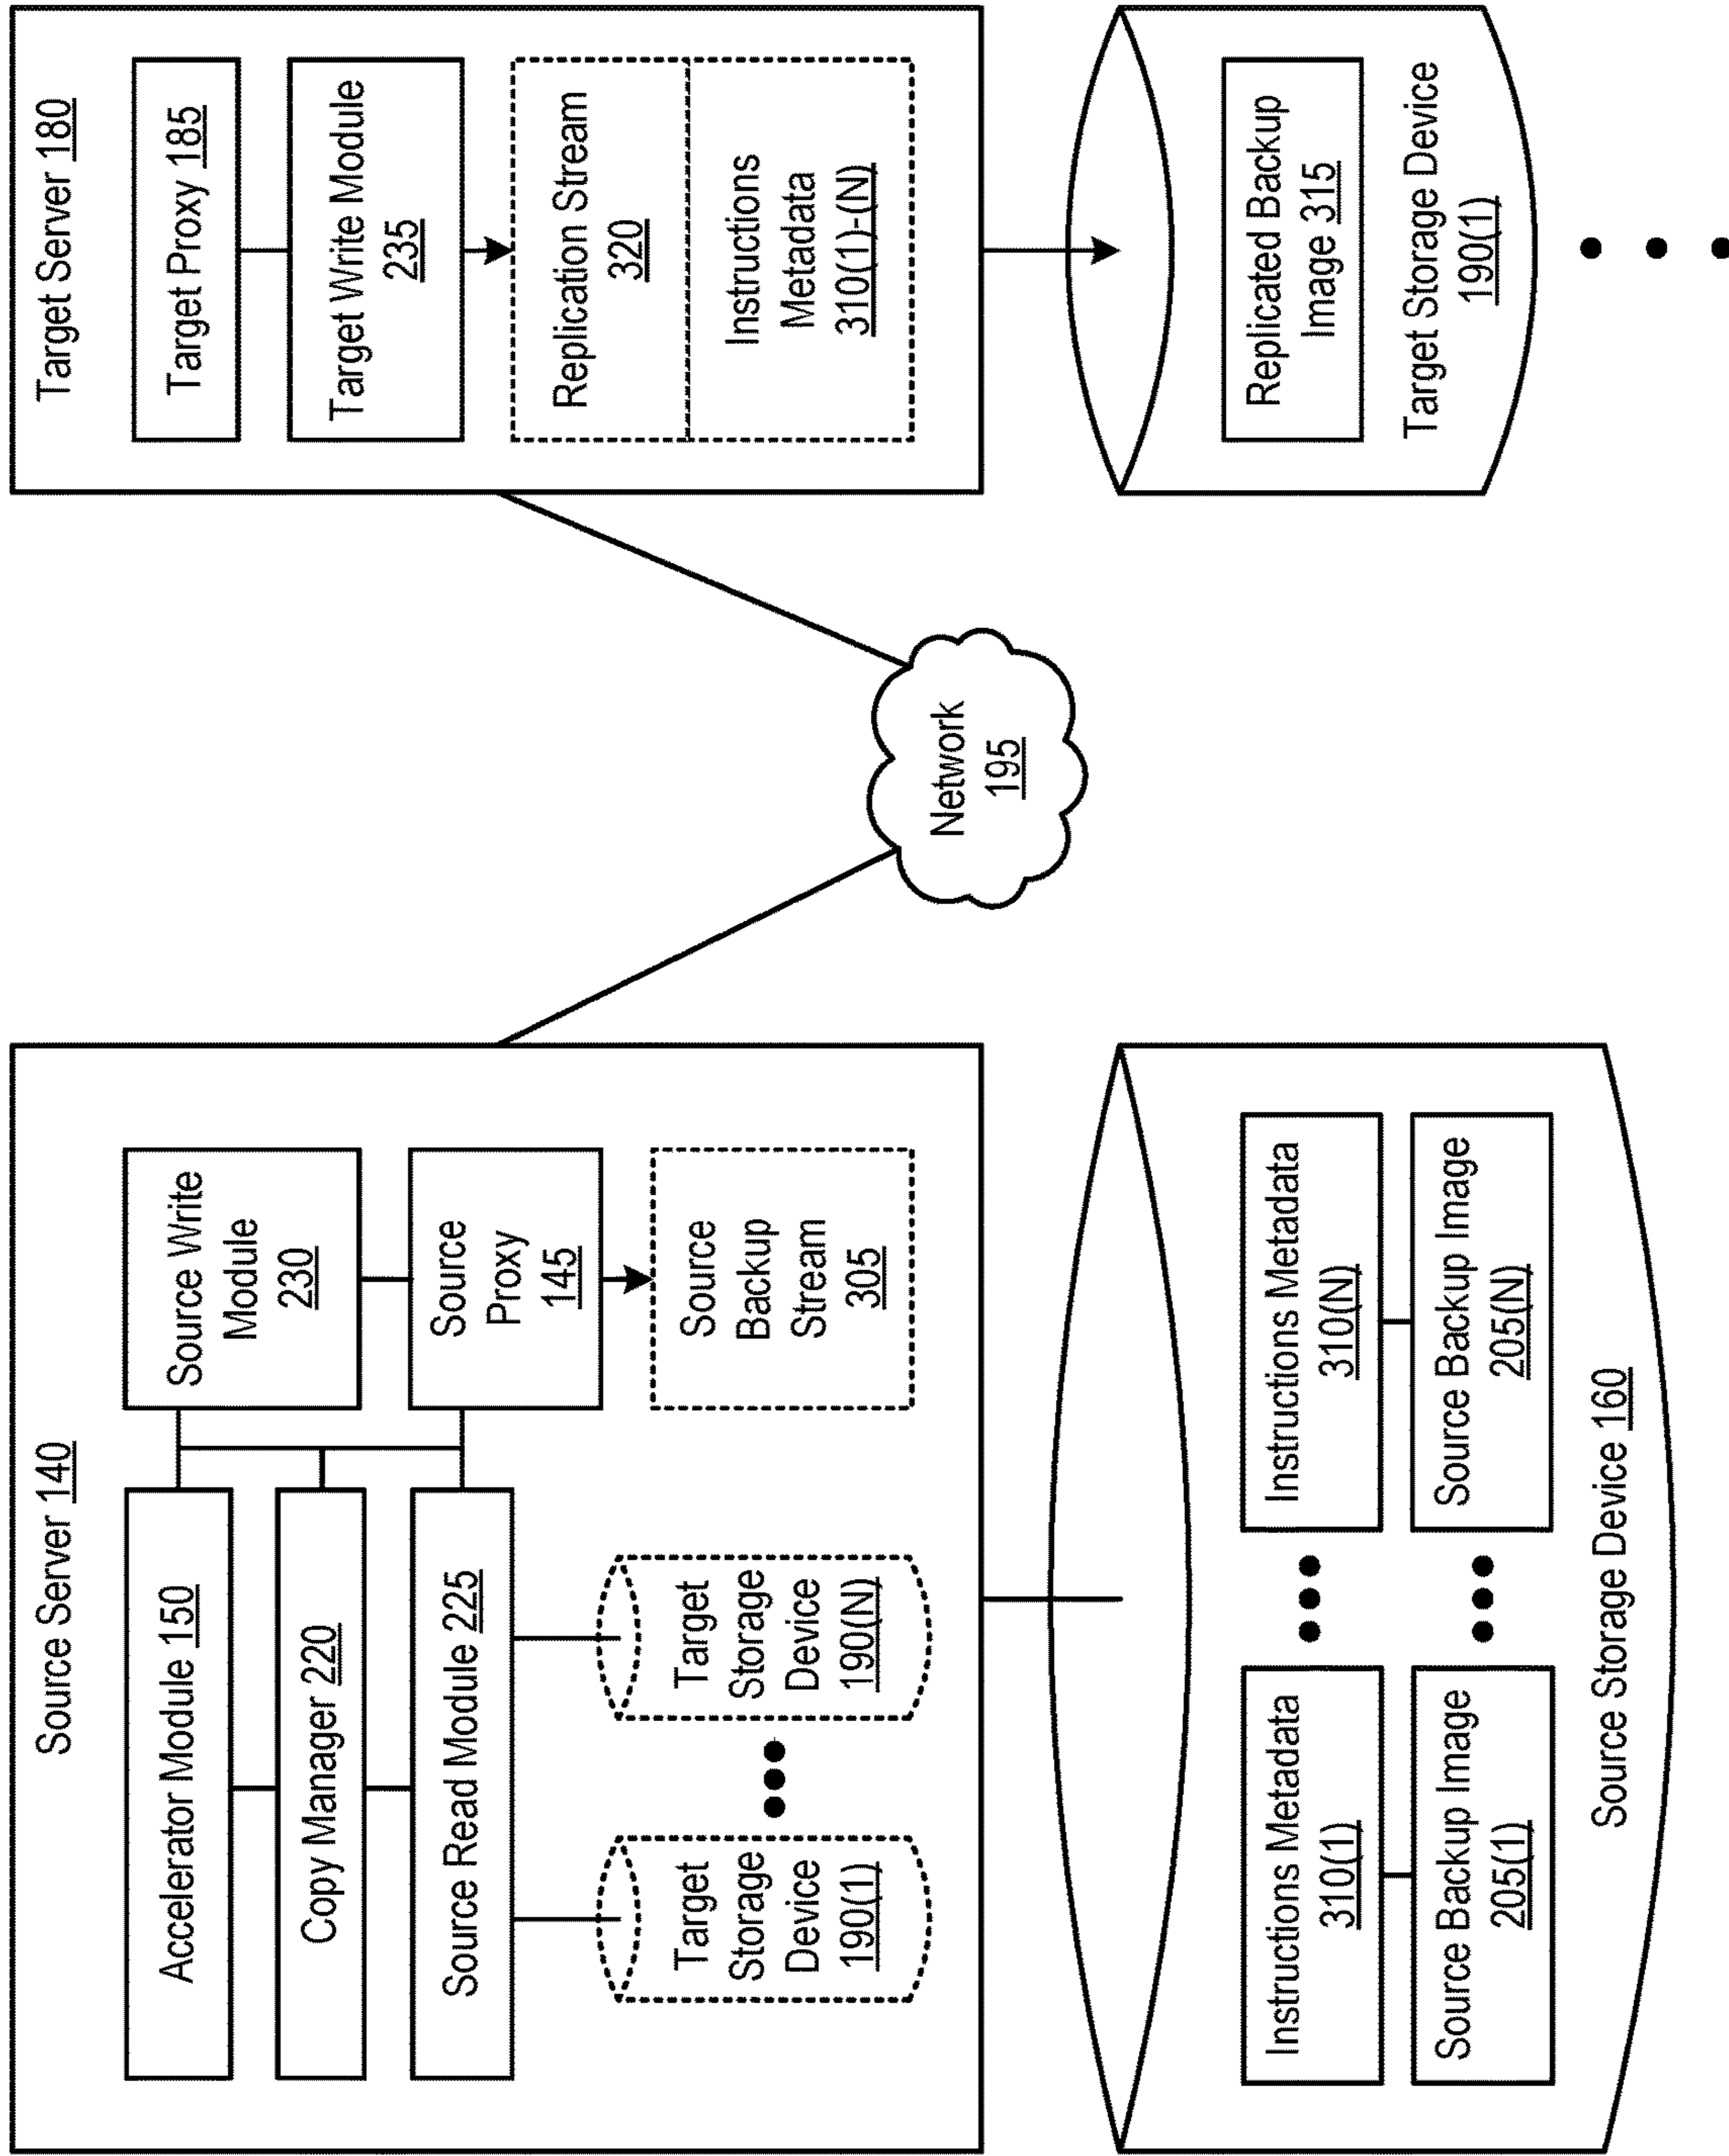 Source Server 140
Accelerator Module 150
Copy Manager 220
Source Read Module 225
Source Write
Module
230
Source
Proxy
145
Target
Storage
Device
190(1)
Target
Storage
Device
190(N)
Source
Backup
Stream
305
Instructions Metadata
310(1)
Source Backup Image
205(1)
Instructions Metadata
310(N)
Source Backup Image
205(N)
Source Storage Device 160
Network
195
Target Server 180
Target Proxy 185
Target Write Module
235
Replication Stream
320
Instructions
Metadata
310(1)-(N)
Replicated Backup
Image 315
Target Storage Device
190(1)